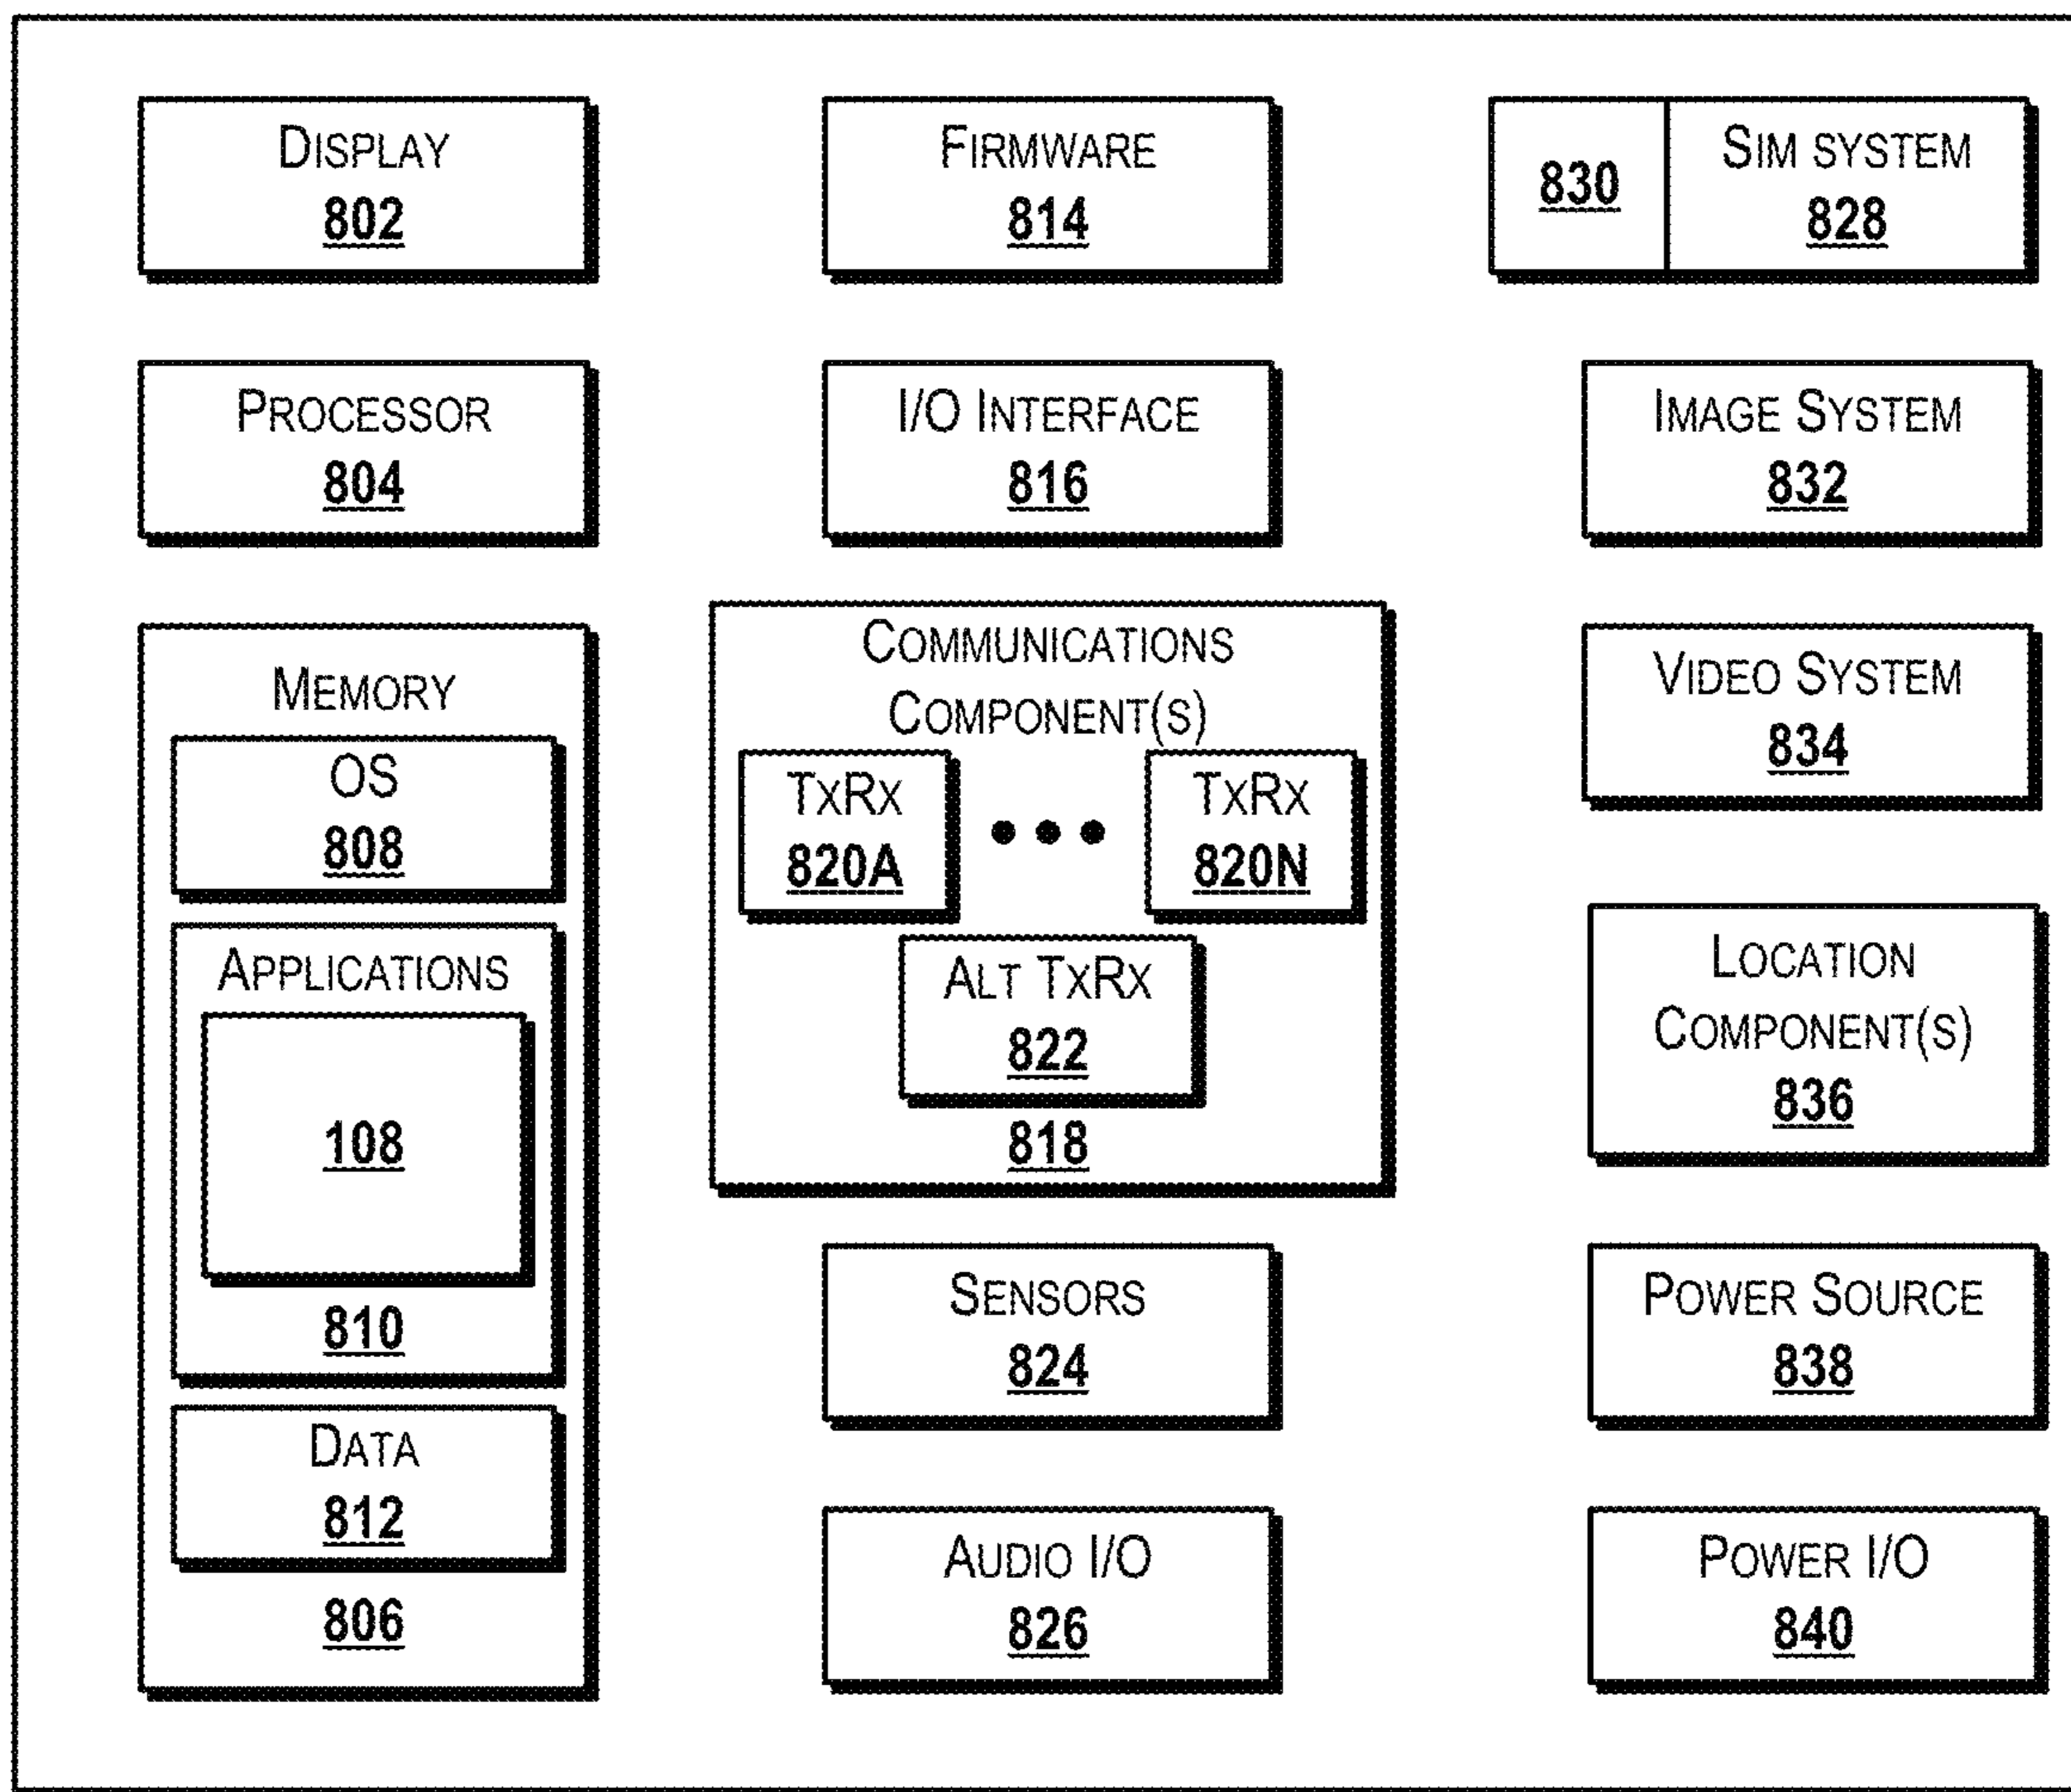 DISPLAY
802
PROCESSOR
804
MEMORY
OS
808
APPLICATIONS
108
810
DATA
812
806
FIRMWARE
814
I/O INTERFACE
816
COMMUNICATIONS
COMPONENT(S)
TXRX
820A
TXRX
820N
ALT TXRX
822
818
SENSORS
824
AUDIO I/O
826
830
SIM SYSTEM
828
IMAGE SYSTEM
832
VIDEO SYSTEM
834
LOCATION
COMPONENT(S)
836
POWER SOURCE
838
POWER I/O
840